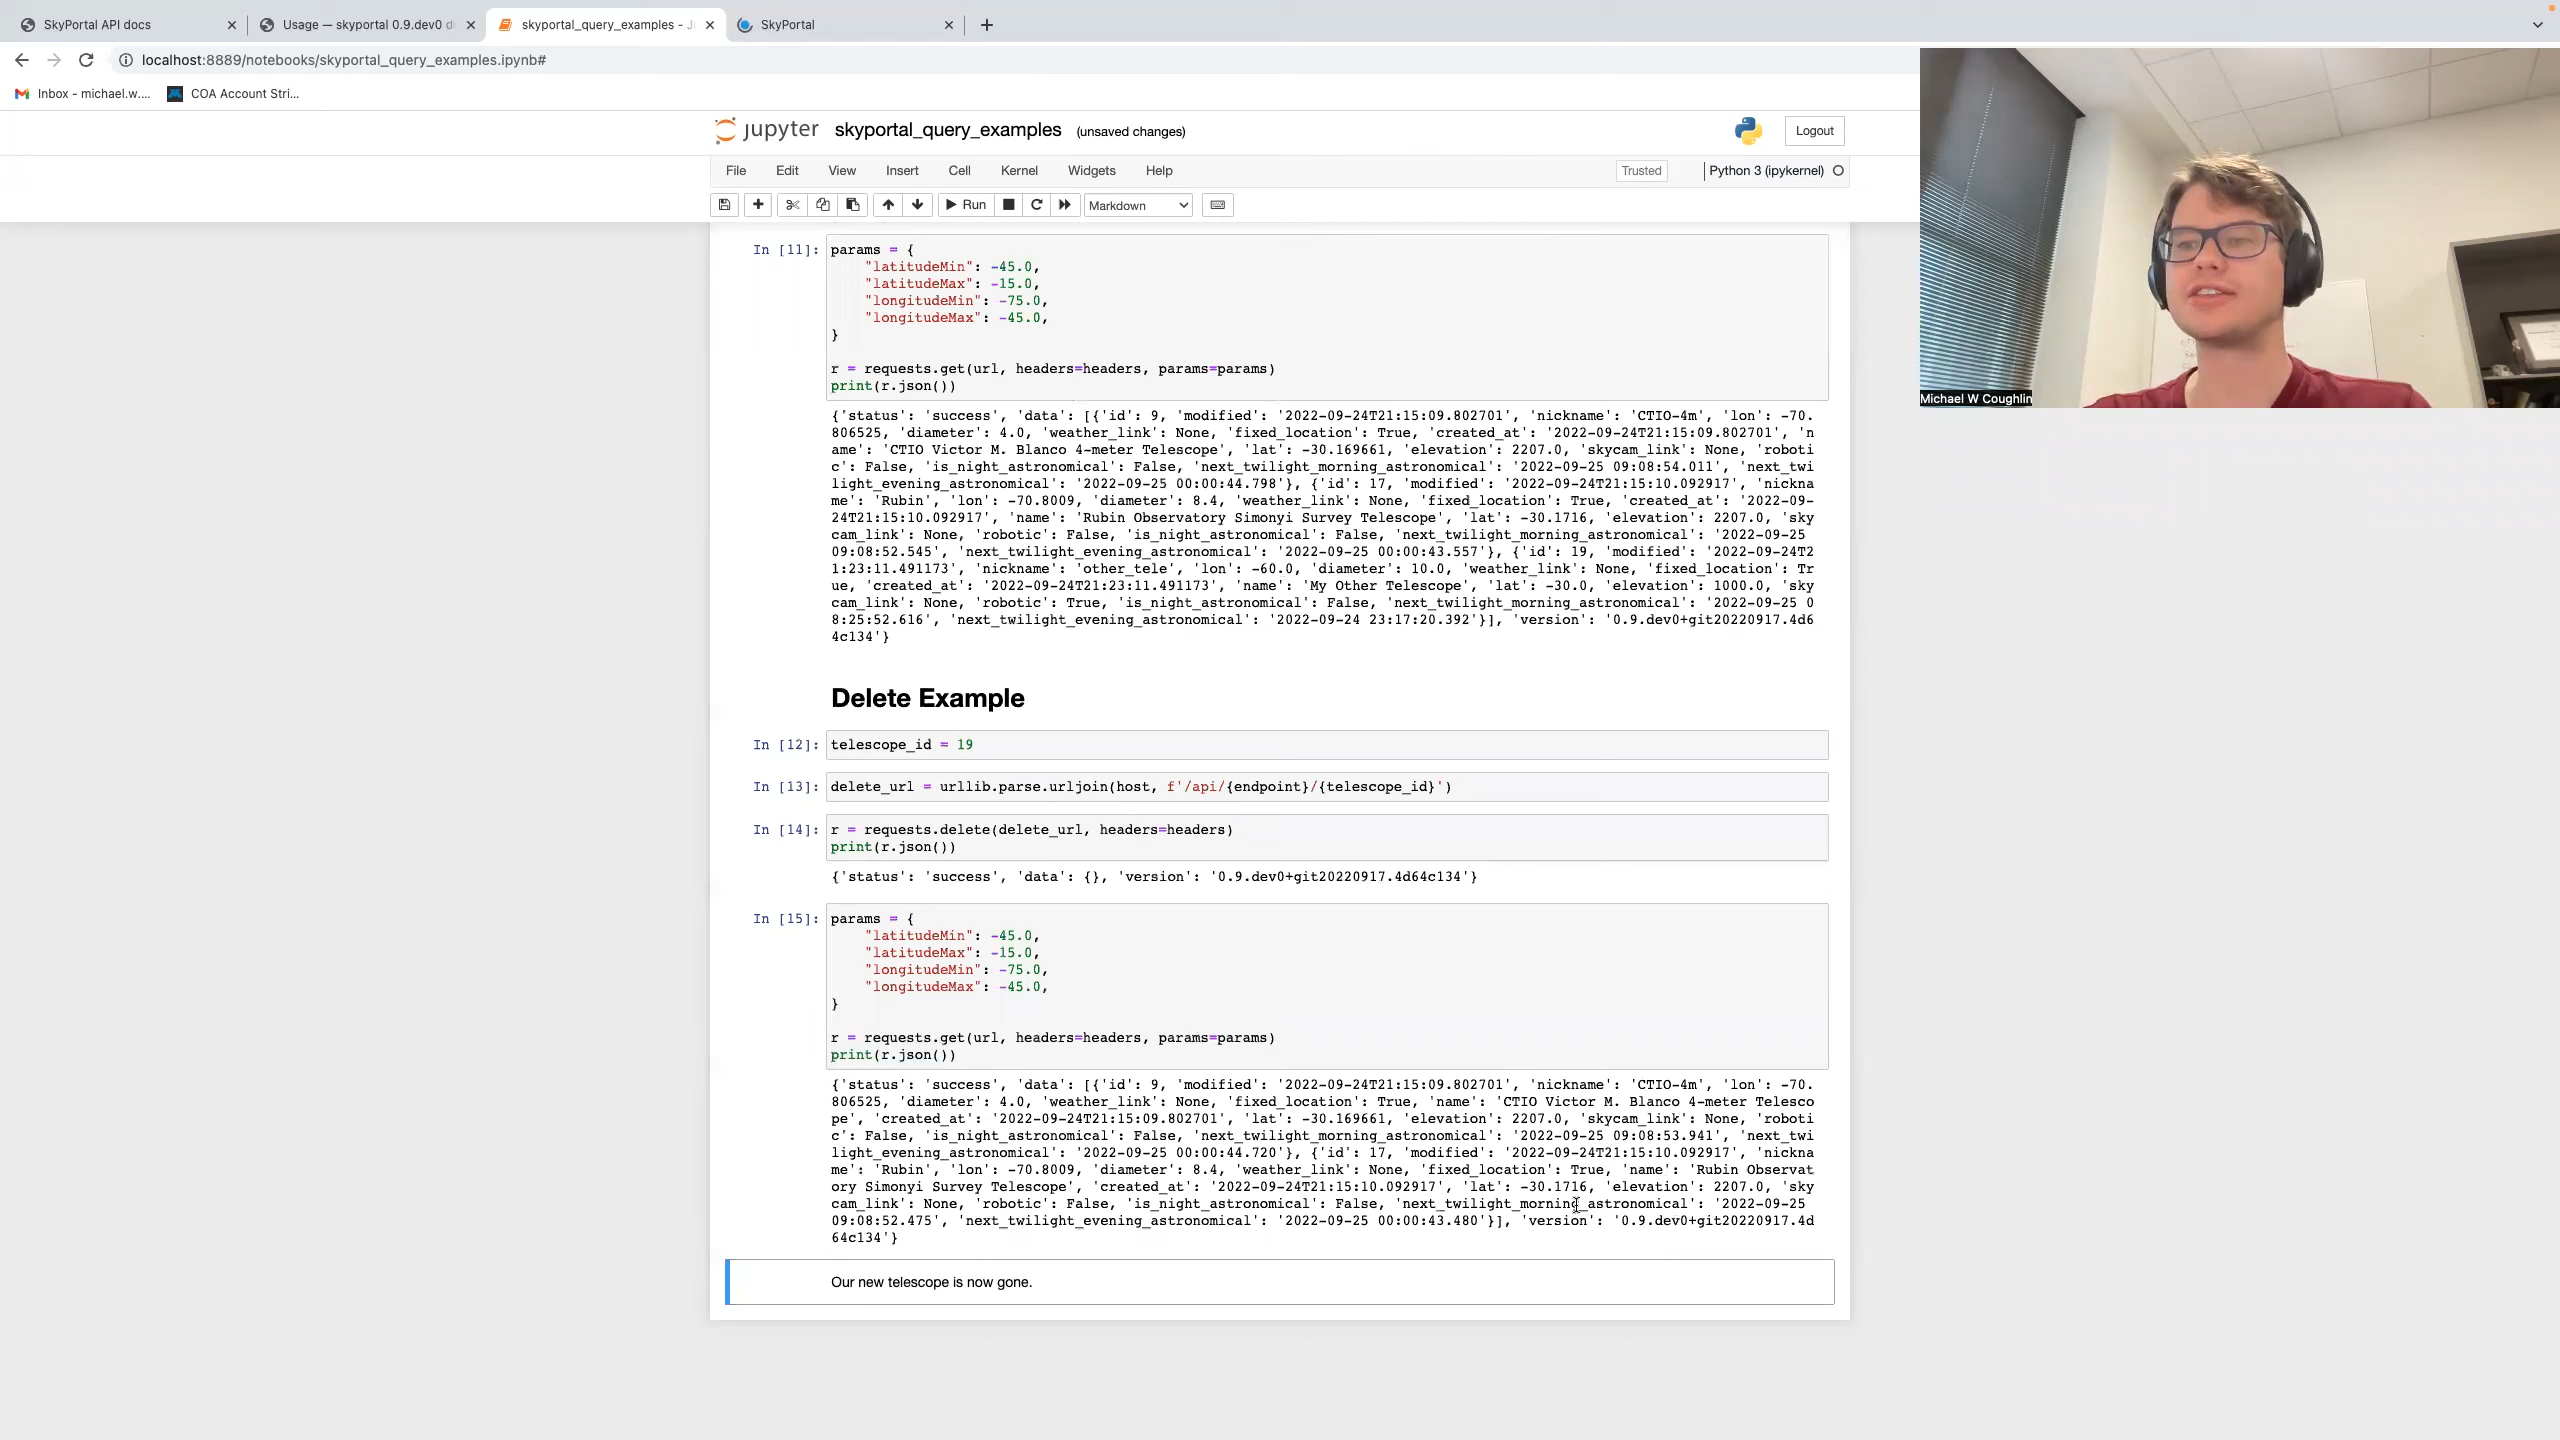 SkyPortal API docs
Usage — skyportal 0.9.dev0 d
skyportal_query_examples - Ju
SkyPortal
localhost:8889/notebooks/skyportal_query_examples.ipynb#
Inbox - michael.w....
COA Account Stri...
jupyter
skyportal_query_examples (unsaved changes)
Logout
File Edit View Insert Cell Kernel Widgets Help
Trusted
Python 3 (ipykernel)
Run
Markdown
Michael W Coughlin
In [11]: params = {
"latitudeMin": -45.0,
"latitudeMax": -15.0,
"longitudeMin": -75.0,
"longitudeMax": -45.0,
}
r = requests.get(url, headers=headers, params=params)
print(r.json())
{'status': 'success', 'data': [{'id': 9, 'modified': '2022-09-24T21:15:09.802701', 'nickname': 'CTIO-4m', 'lon': -70.
806525, 'diameter': 4.0, 'weather_link': None, 'fixed_location': True, 'created_at': '2022-09-24T21:15:09.802701', 'n
ame': 'CTIO Victor M. Blanco 4-meter Telescope', 'lat': -30.169661, 'elevation': 2207.0, 'skycam_link': None, 'roboti
c': False, 'is_night_astronomical': False, 'next_twilight_morning_astronomical': '2022-09-25 09:08:54.011', 'next_twi
light_evening_astronomical': '2022-09-25 00:00:44.798'}, {'id': 17, 'modified': '2022-09-24T21:15:10.092917', 'nickna
me': 'Rubin', 'lon': -70.8009, 'diameter': 8.4, 'weather_link': None, 'fixed_location': True, 'created_at': '2022-09-
24T21:15:10.092917', 'name': 'Rubin Observatory Simonyi Survey Telescope', 'lat': -30.1716, 'elevation': 2207.0, 'sky
cam_link': None, 'robotic': False, 'is_night_astronomical': False, 'next_twilight_morning_astronomical': '2022-09-25
09:08:52.545', 'next_twilight_evening_astronomical': '2022-09-25 00:00:43.557'}, {'id': 19, 'modified': '2022-09-24T2
1:23:11.491173', 'nickname': 'other_tele', 'lon': -60.0, 'diameter': 10.0, 'weather_link': None, 'fixed_location': Tr
ue, 'created_at': '2022-09-24T21:23:11.491173', 'name': 'My Other Telescope', 'lat': -30.0, 'elevation': 1000.0, 'sky
cam_link': None, 'robotic': True, 'is_night_astronomical': False, 'next_twilight_morning_astronomical': '2022-09-25 0
8:25:52.616', 'next_twilight_evening_astronomical': '2022-09-24 23:17:20.392'}], 'version': '0.9.dev0+git20220917.4d6
4c134'}
Delete Example
In [12]: telescope_id = 19
In [13]: delete_url = urllib.parse.urljoin(host, f'/api/{endpoint}/{telescope_id}')
In [14]: r = requests.delete(delete_url, headers=headers)
print(r.json())
{'status': 'success', 'data': {}, 'version': '0.9.dev0+git20220917.4d64c134'}
In [15]: params = {
"latitudeMin": -45.0,
"latitudeMax": -15.0,
"longitudeMin": -75.0,
"longitudeMax": -45.0,
}
r = requests.get(url, headers=headers, params=params)
print(r.json())
{'status': 'success', 'data': [{'id': 9, 'modified': '2022-09-24T21:15:09.802701', 'nickname': 'CTIO-4m', 'lon': -70.
806525, 'diameter': 4.0, 'weather_link': None, 'fixed_location': True, 'name': 'CTIO Victor M. Blanco 4-meter Telesco
pe', 'created_at': '2022-09-24T21:15:09.802701', 'lat': -30.169661, 'elevation': 2207.0, 'skycam_link': None, 'roboti
c': False, 'is_night_astronomical': False, 'next_twilight_morning_astronomical': '2022-09-25 09:08:53.941', 'next_twi
light_evening_astronomical': '2022-09-25 00:00:44.720'}, {'id': 17, 'modified': '2022-09-24T21:15:10.092917', 'nickna
me': 'Rubin', 'lon': -70.8009, 'diameter': 8.4, 'weather_link': None, 'fixed_location': True, 'name': 'Rubin Observat
ory Simonyi Survey Telescope', 'created_at': '2022-09-24T21:15:10.092917', 'lat': -30.1716, 'elevation': 2207.0, 'sky
cam_link': None, 'robotic': False, 'is_night_astronomical': False, 'next_twilight_morning_astronomical': '2022-09-25
09:08:52.475', 'next_twilight_evening_astronomical': '2022-09-25 00:00:43.480'}], 'version': '0.9.dev0+git20220917.4d
64c134'}
Our new telescope is now gone.